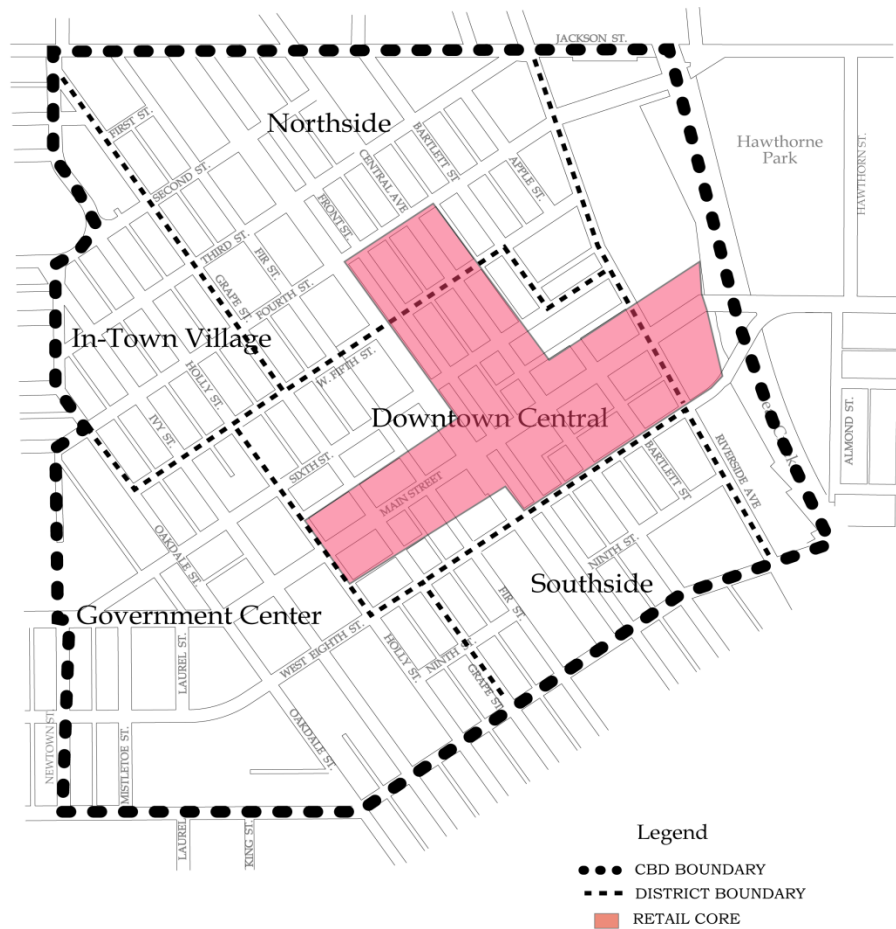 JACKSON ST.
Northside
FIRST ST.
BARTLETT ST
Hawthorne
Park
HAWTHORN ST.
CENTRAL AVE
APPLE ST.
SECOND ST.
FRONT ST.
THIRD ST.
FIR ST.
GRAPE ST.
FOURTH ST.
In-Town Village
W. FIFTH ST.
HOLLY ST.
IVY ST.
Downtown Central
SIXTH ST.
MAIN STREET
BARTLETT ST
RIVERSIDE AVE
ALMOND ST.
OAKDALE ST.
NINTH ST.
Southside
Government Center
FIR ST.
WEST EIGHTH ST.
HOLLY ST.
NINTH ST.
GRAPE ST.
LAUREL ST.
OAKDALE ST.
NEWTOWN ST.
MISTLETOE ST.
LAUREL
KING ST.
Legend
CBD BOUNDARY
DISTRICT BOUNDARY
RETAIL CORE